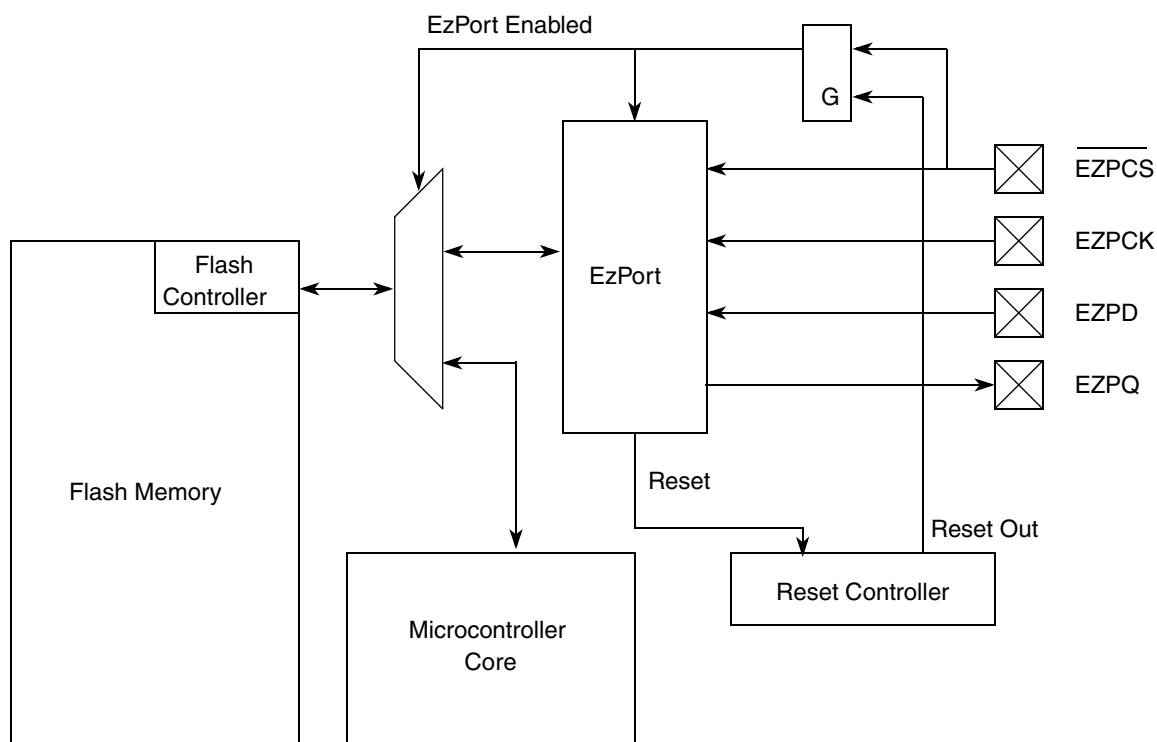 EzPort Enabled
G
EZPCS
EZPCK
Flash
Controller
EzPort
EZPD
EZPQ
Flash Memory
Reset
Reset Out
Reset Controller
Microcontroller
Core